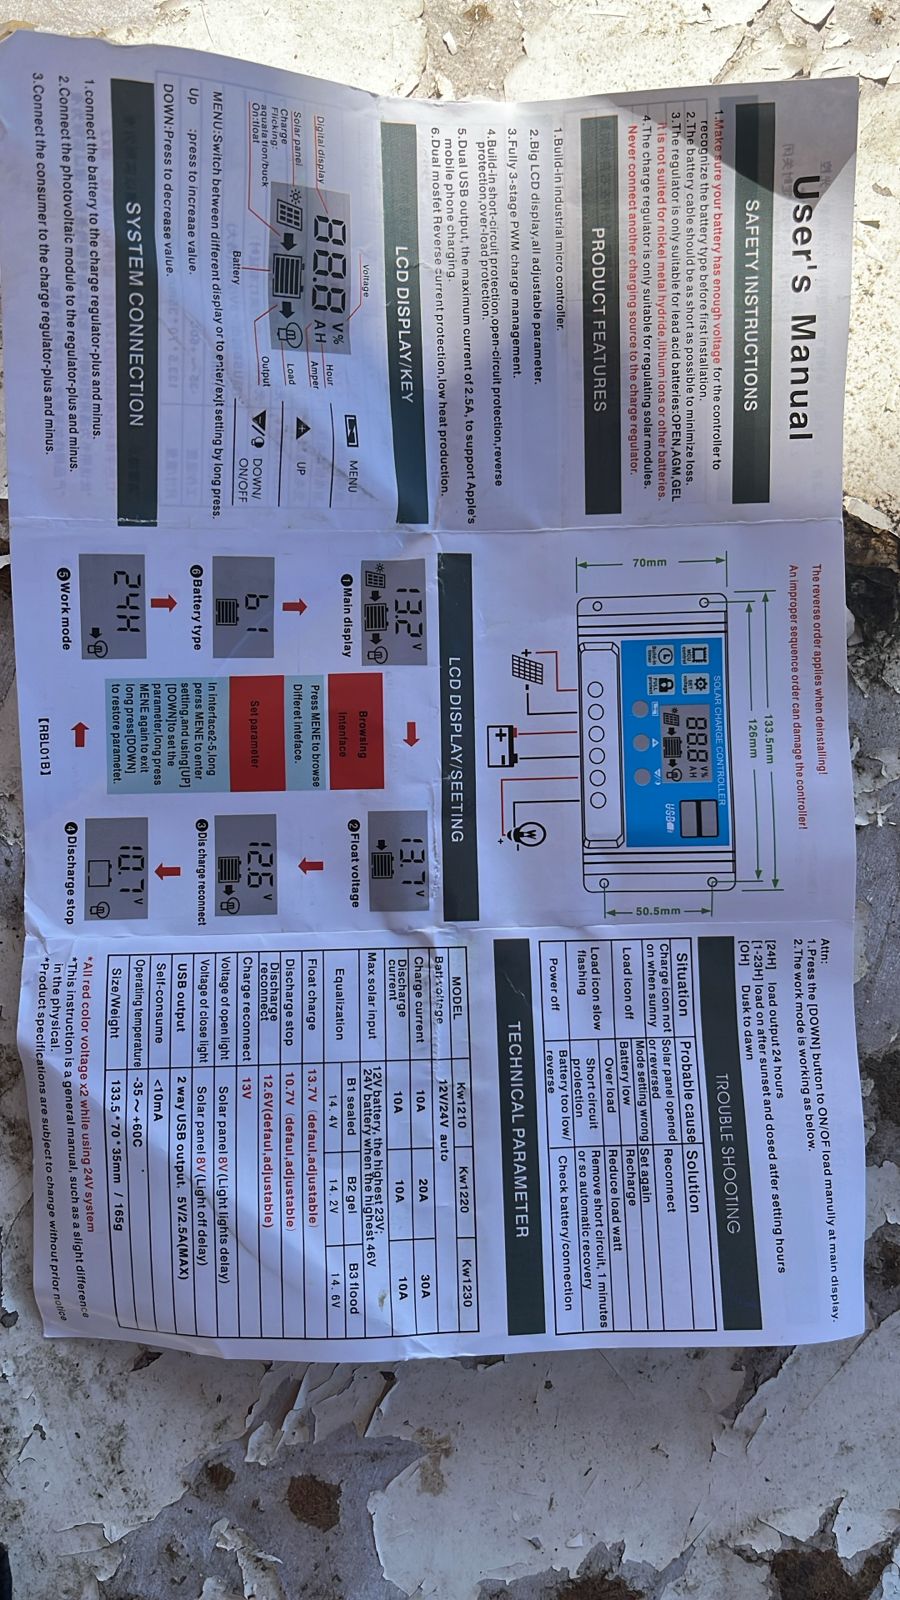 User's Manual
SAFETY INSTRUCTIONS
1.Make sure your battery has enough voltage for the controller to
recognize the battery type before first installation.
2.The battery cable should be as short as possible to minimize loss.
3.The regulator is only suitable for lead acid batteries:OPEN,AGM,GEL
It is not suited for nickel metal hydride,lithium ions or other batteries.
4.The charge regulator is only suitable for regulating solar modules.
Never connect another charging source to the charge regulator.
PRODUCT FEATURES
1.Build-in industrial micro controller.
2.Big LCD display,all adjustable parameter.
3.Fully 3-stage PWM charge management.
4.Build-in short-circuit protection,open-circuit protection,reverse
protection,over-load protection.
5.Dual USB output, the maximum current of 2.5A, to support Apple's
mobile phone charging.
6.Dual mosfet Reverse current protection,low heat production.
LCD DISPLAY/KEY
Voltage
Digital display
88.8 V% AH
Hour
Amper
Solar panel
Charge
Flicking:
aquala tion/buck
On:tloat
Load
Output
Battery
MENU
UP
DOWN/
ON/OFF
MENU:Switch between different display or to enter/exjt setting by long press.
Up :press to increaae value.
DOWN:Press to decrease value.
SYSTEM CONNECTION
1.connect the battery to the charge regulator-plus and minus.
2.Connect the photovoltaic module to the regulator-plus and minus.
3.Connect the consumer to the charge regulator-plus and minus.
The reverse order applies when deinstalling!
An improper sequence order can damage the controller!
133.5mm
126mm
70mm
50.5mm
SOLAR CHARGE CONTROLLER
MCU
control
SET
voltage
Build-in
timer
FULL
protect
88.8 V% AH
USB
+ -
+ -
- +
LCD DISPLAY/SEETING
13.2 V
❶Main display
13.7 V
❷Float voltage
Browsing
Interface
Press MENE to browse
Differet inteface.
Set parameter
In interface2-5,long
perss MENE to enter
setting,and using[UP]
[DOWN]to set the
parameter,long press
MENE again to exit
long press[DOWN]
to restore parametet.
12.6 V
❸Dis charge reconnect
10.7 V
❹Discharge stop
24H
❺Work mode
b1
❻Battery type
【RBL01B】
Attn:
1.Press the [DOWN] button to ON/OF load manully at main display.
2.The work mode is working as below.
[24H] load output 24 hours
[1-23H] load on after sunset and dosed atfer setting hours
[OH] Dusk to dawn
TROUBLE SHOOTING
Situation Probable cause Solution
Charge icon not on when sunny Solar panel opened or reversed Reconnect
Load icon off Mode setting wrong Set again
Battery low Recharge
Load icon slow flashing Over load Reduce load watt
Short circuit protection Remove short circuit, 1 minutes or so automatic recovery
Power off Battery too low/ reverse Check battery/connection
TECHNICAL PARAMETER
MODEL Kw1210 Kw1220 Kw1230
Batt voltage 12V/24V auto
Charge current 10A 20A 30A
Discharge current 10A 10A 10A
Max solar input 12V battery, the highest 23V;
24V battery when the highest 46V
Equalization B1 sealed B2 gel B3 flood
14.4V 14.2V 14.6V
Float charge 13.7V (defaul,adjustable)
Discharge stop 10.7V (defaul,adjustable)
Discharge reconnect 12.6V(defaul,adjustable)
Charge reconnect 13V
Voltage of open light Solar panel 8V(Light lights delay)
Voltage of close light Solar panel 8V(Light off delay)
USB output 2 way USB output, 5V/2.5A(MAX)
Self-consume <10mA
Operating temperature -35～+60C
Size/Weight 133.5*70*35mm / 165g
*All red color voltage x2 while using 24V system
*This instruction is a general manual, such as a slight difference
in the physical.
*Product specifications are subject to change without prior notice